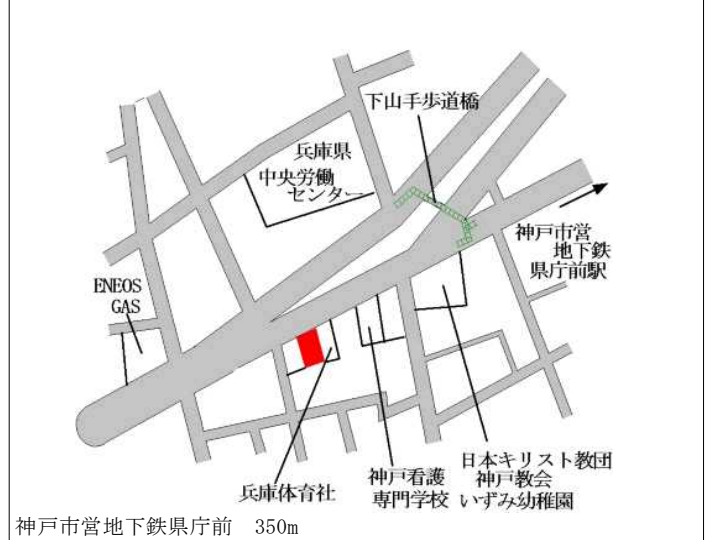 下山手歩道橋
兵庫県
中央労働
センター
神戸市営
地下鉄
県庁前駅
ENEOS
GAS
兵庫体育社
神戸看護
専門学校
日本キリスト教団
神戸教会
いずみ幼稚園
神戸市営地下鉄県庁前　350m